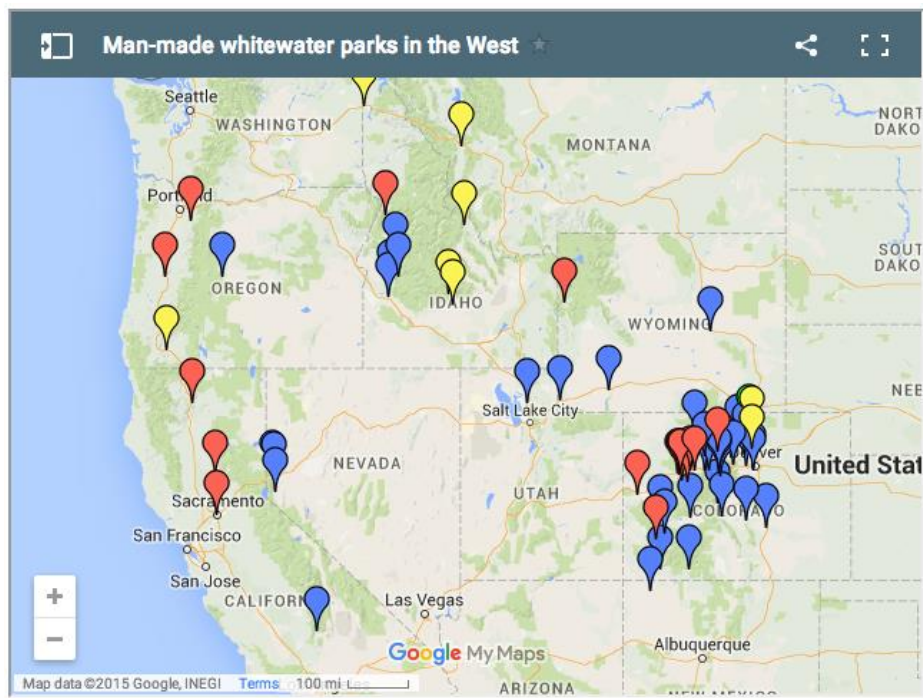 Man-made whitewater parks in the West
Seattle
WASHINGTON
MONTANA
NORT
DAKO
Portland
SOUT
DAKO
OREGON
IDAHO
WYOMING
NEE
Salt Lake City
NEVADA
UTAH
United Stat
COLORADO
Sacramento
San Francisco
San Jose
CALIFORN
Las Vegas
Albuquerque
Google My Maps
ARIZONA
NEW MEXICO
Map data ©2015 Google, INEGI Terms 100 mi